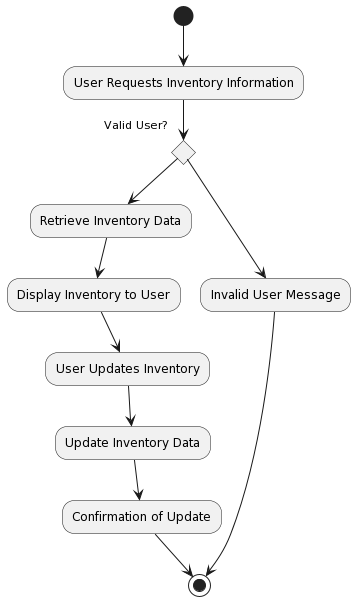 User Requests Inventory Information
Valid User?
Retrieve Inventory Data
Display Inventory to User
Invalid User Message
User Updates Inventory
Update Inventory Data
Confirmation of Update